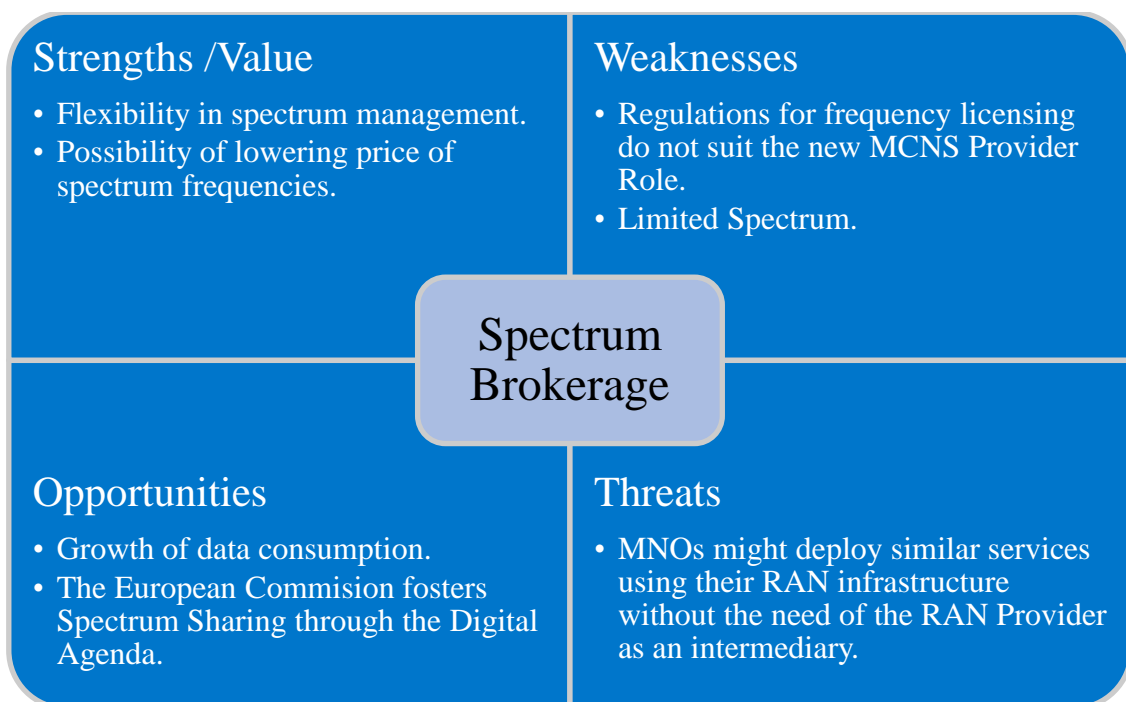 Strengths /Value
• Flexibility in spectrum management.
• Possibility of lowering price of
spectrum frequencies.
Weaknesses
• Regulations for frequency licensing
do not suit the new MCNS Provider
Role.
• Limited Spectrum.
Spectrum
Brokerage
Opportunities
• Growth of data consumption.
• The European Commision fosters
Spectrum Sharing through the Digital
Agenda.
Threats
• MNOs might deploy similar services
using their RAN infrastructure
without the need of the RAN Provider
as an intermediary.